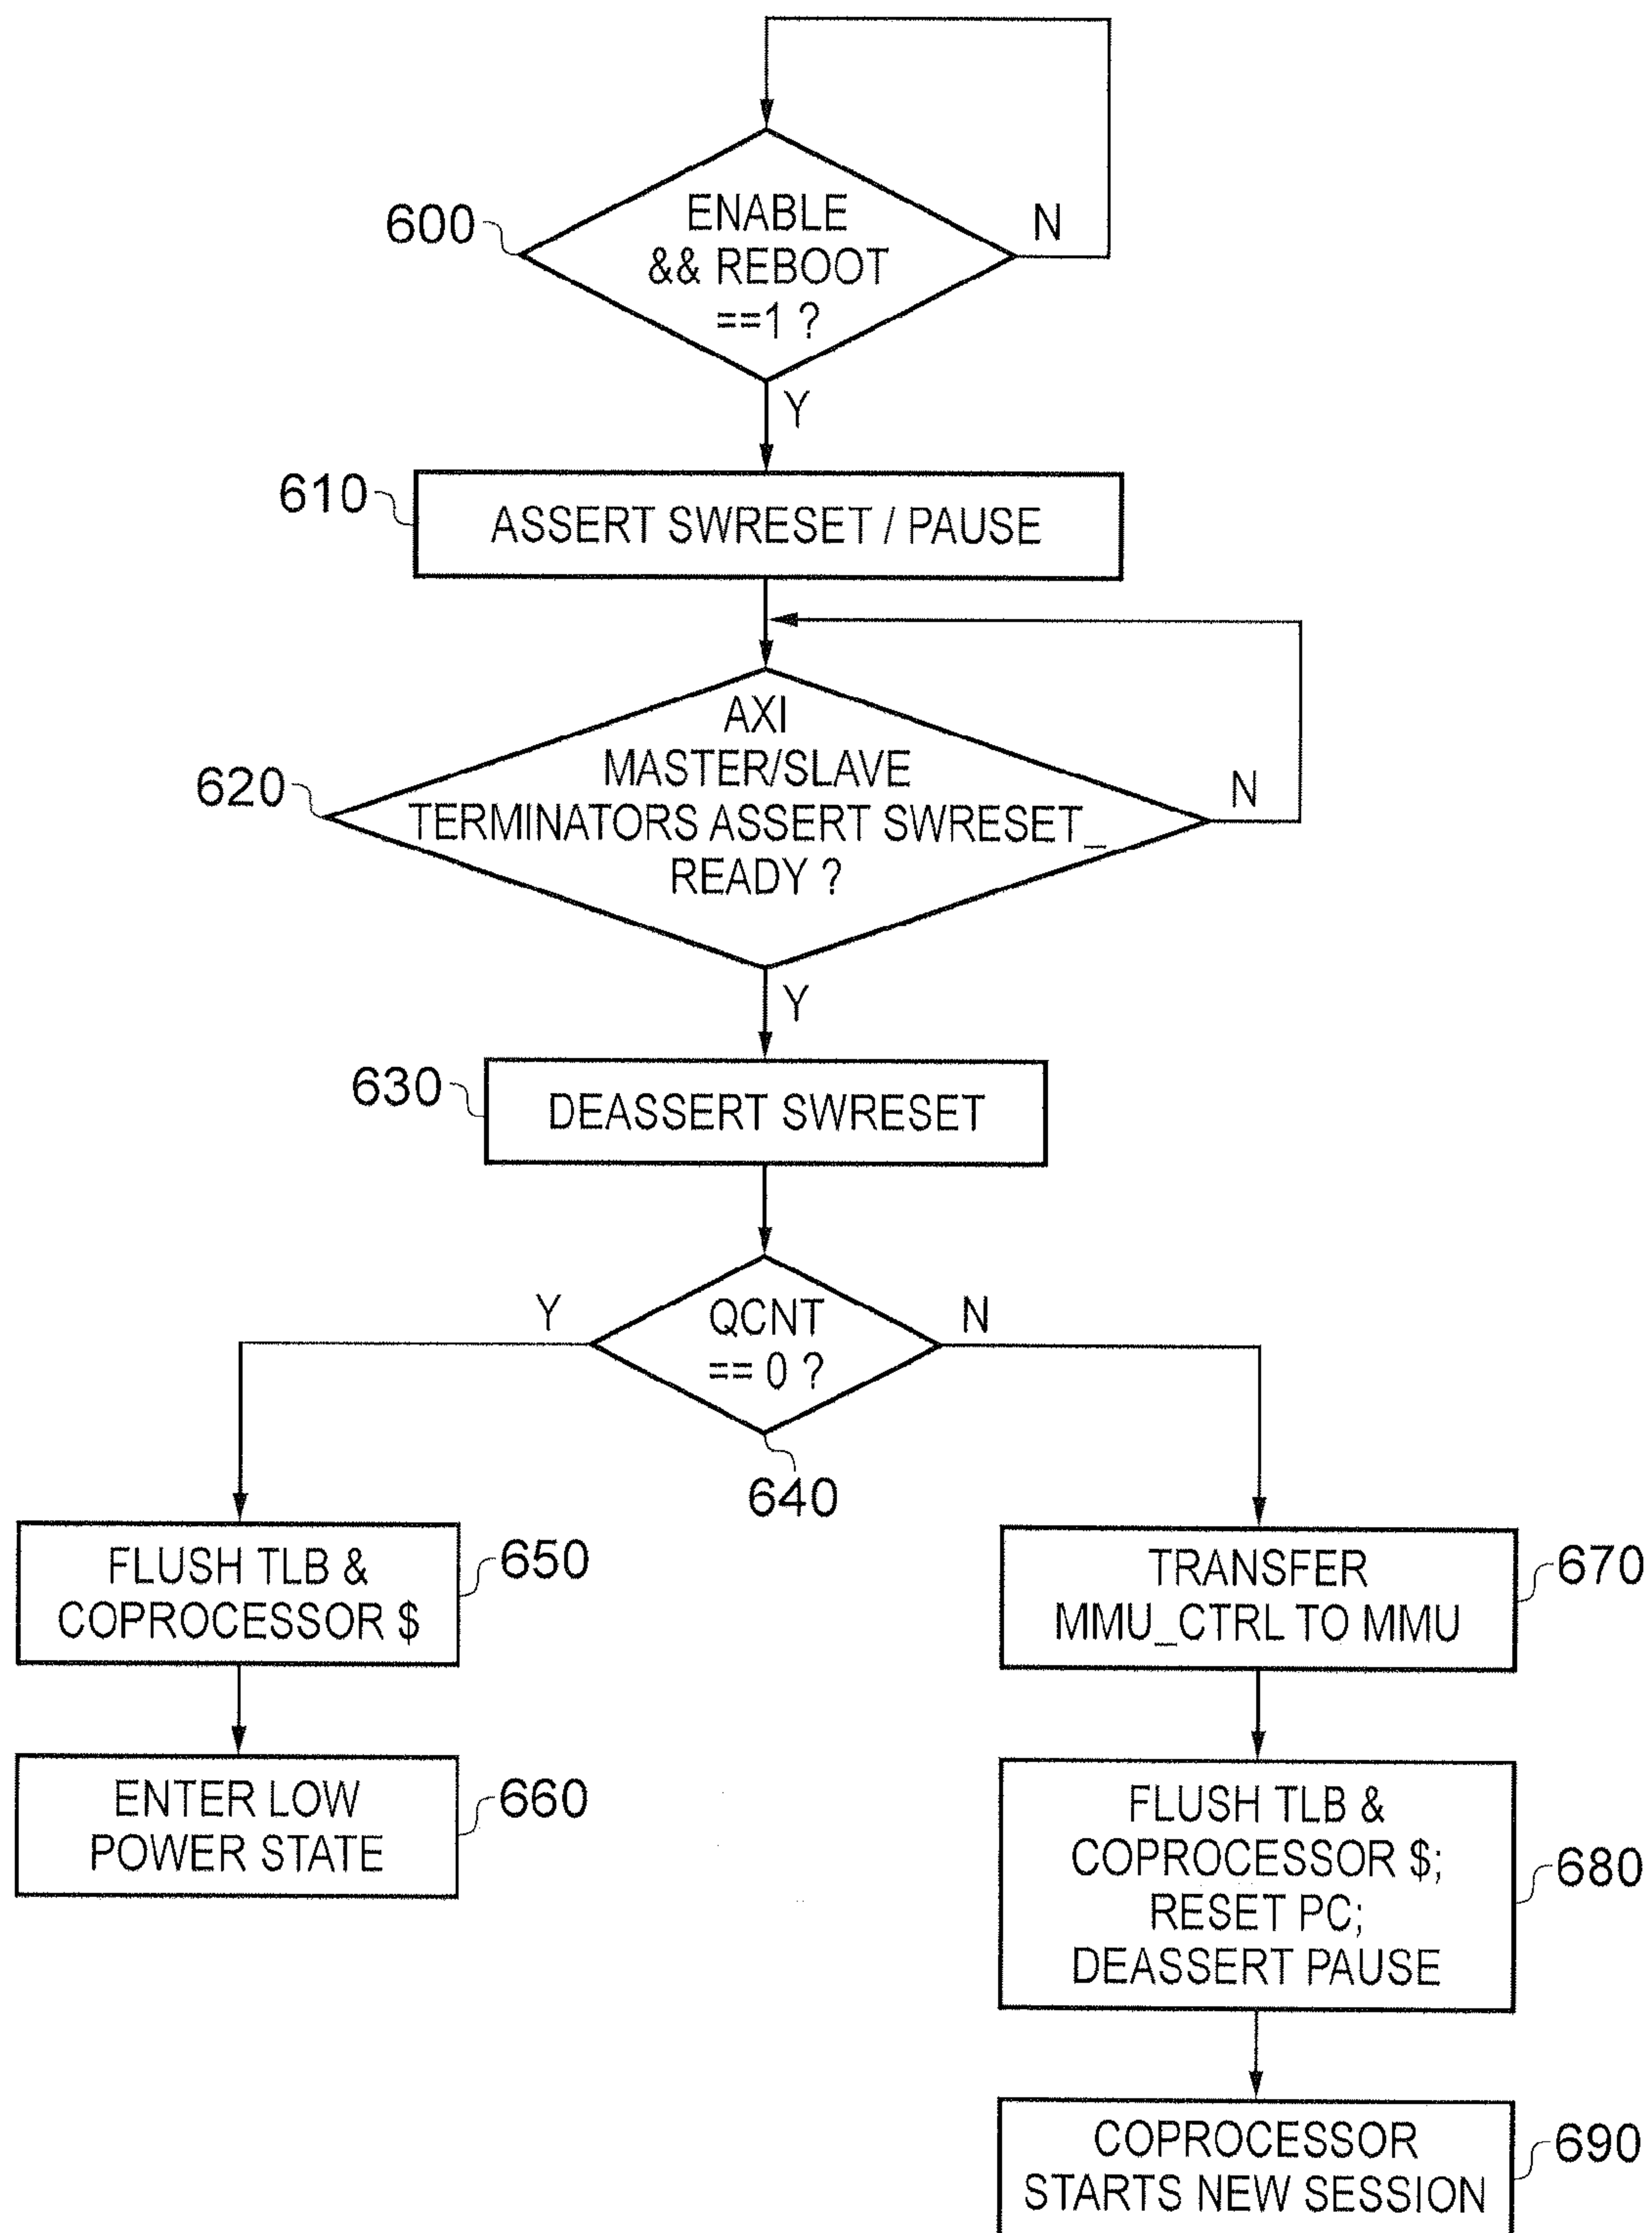 600
ENABLE
&& REBOOT
==1 ?
N
Y
610
ASSERT SWRESET / PAUSE
620
AXI
MASTER/SLAVE
TERMINATORS ASSERT SWRESET_
READY ?
N
Y
630
DEASSERT SWRESET
Y
QCNT
== 0 ?
N
640
FLUSH TLB &
COPROCESSOR $
650
ENTER LOW
POWER STATE
660
TRANSFER
MMU_CTRL TO MMU
670
FLUSH TLB &
COPROCESSOR $;
RESET PC;
DEASSERT PAUSE
680
COPROCESSOR
STARTS NEW SESSION
690